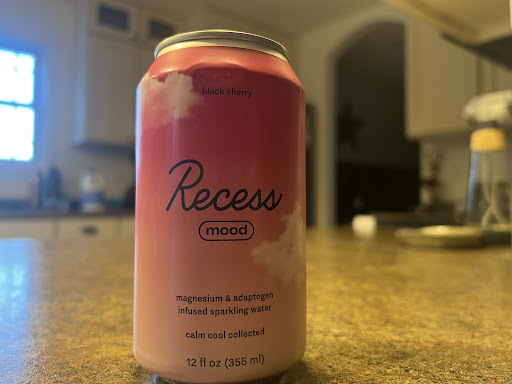 black cherry
Recess
mood
magnesium & adaptogen
infused sparkling water
calm cool collected
12 fl oz (355 ml)